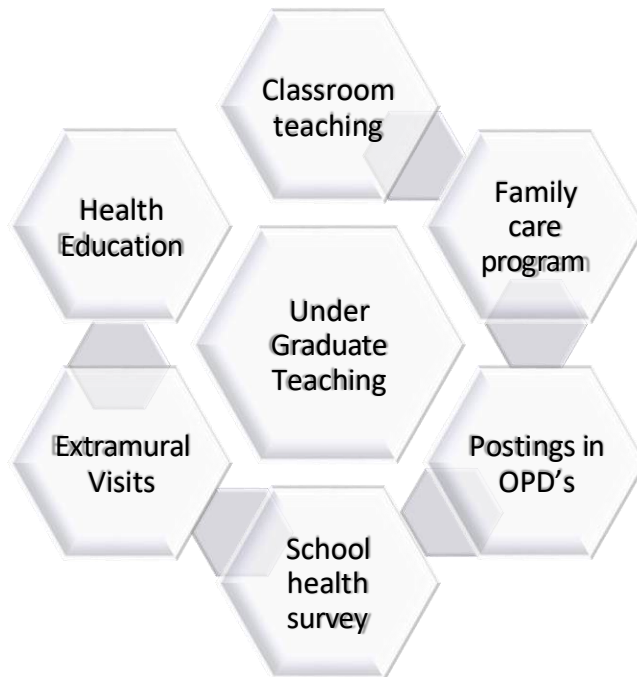 Classroom
teaching
Family
care
program
Health
Education
Under
Graduate
Teaching
Postings in
OPD's
Extramural
Visits
School
health
survey